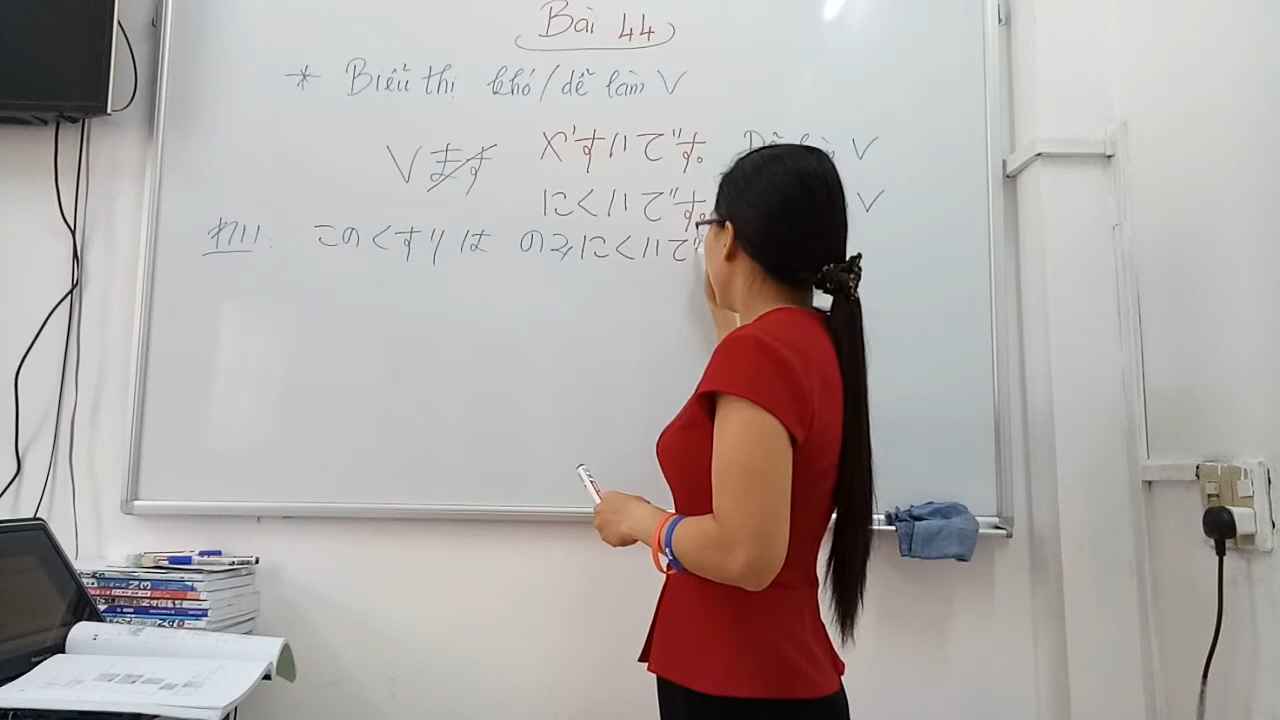 Bài 44
* Biểu thị khó/dễ làm V
Vます やすいです。 V
にくいです。 V
れい: このくすりは のみにくいで
N3